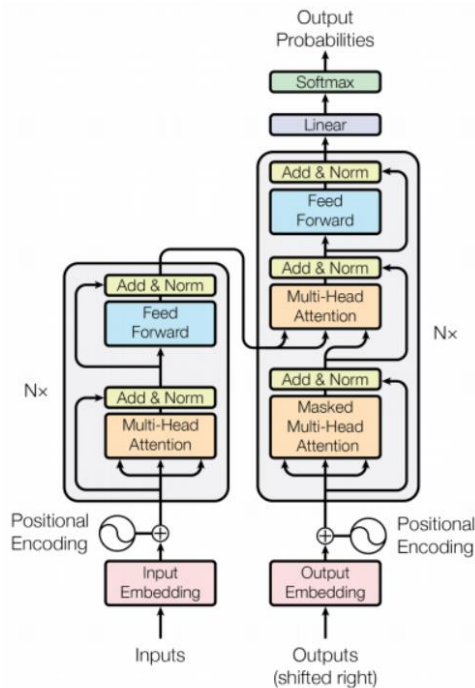 Output
Probabilities
Softmax
Linear
Add & Norm
Feed
Forward
Add & Norm
Multi-Head
Attention
Add & Norm
Masked
Multi-Head
Attention
Nx
Positional
Encoding
Output
Embedding
Outputs
(shifted right)
Add & Norm
Feed
Forward
Add & Norm
Multi-Head
Attention
Nx
Positional
Encoding
Input
Embedding
Inputs